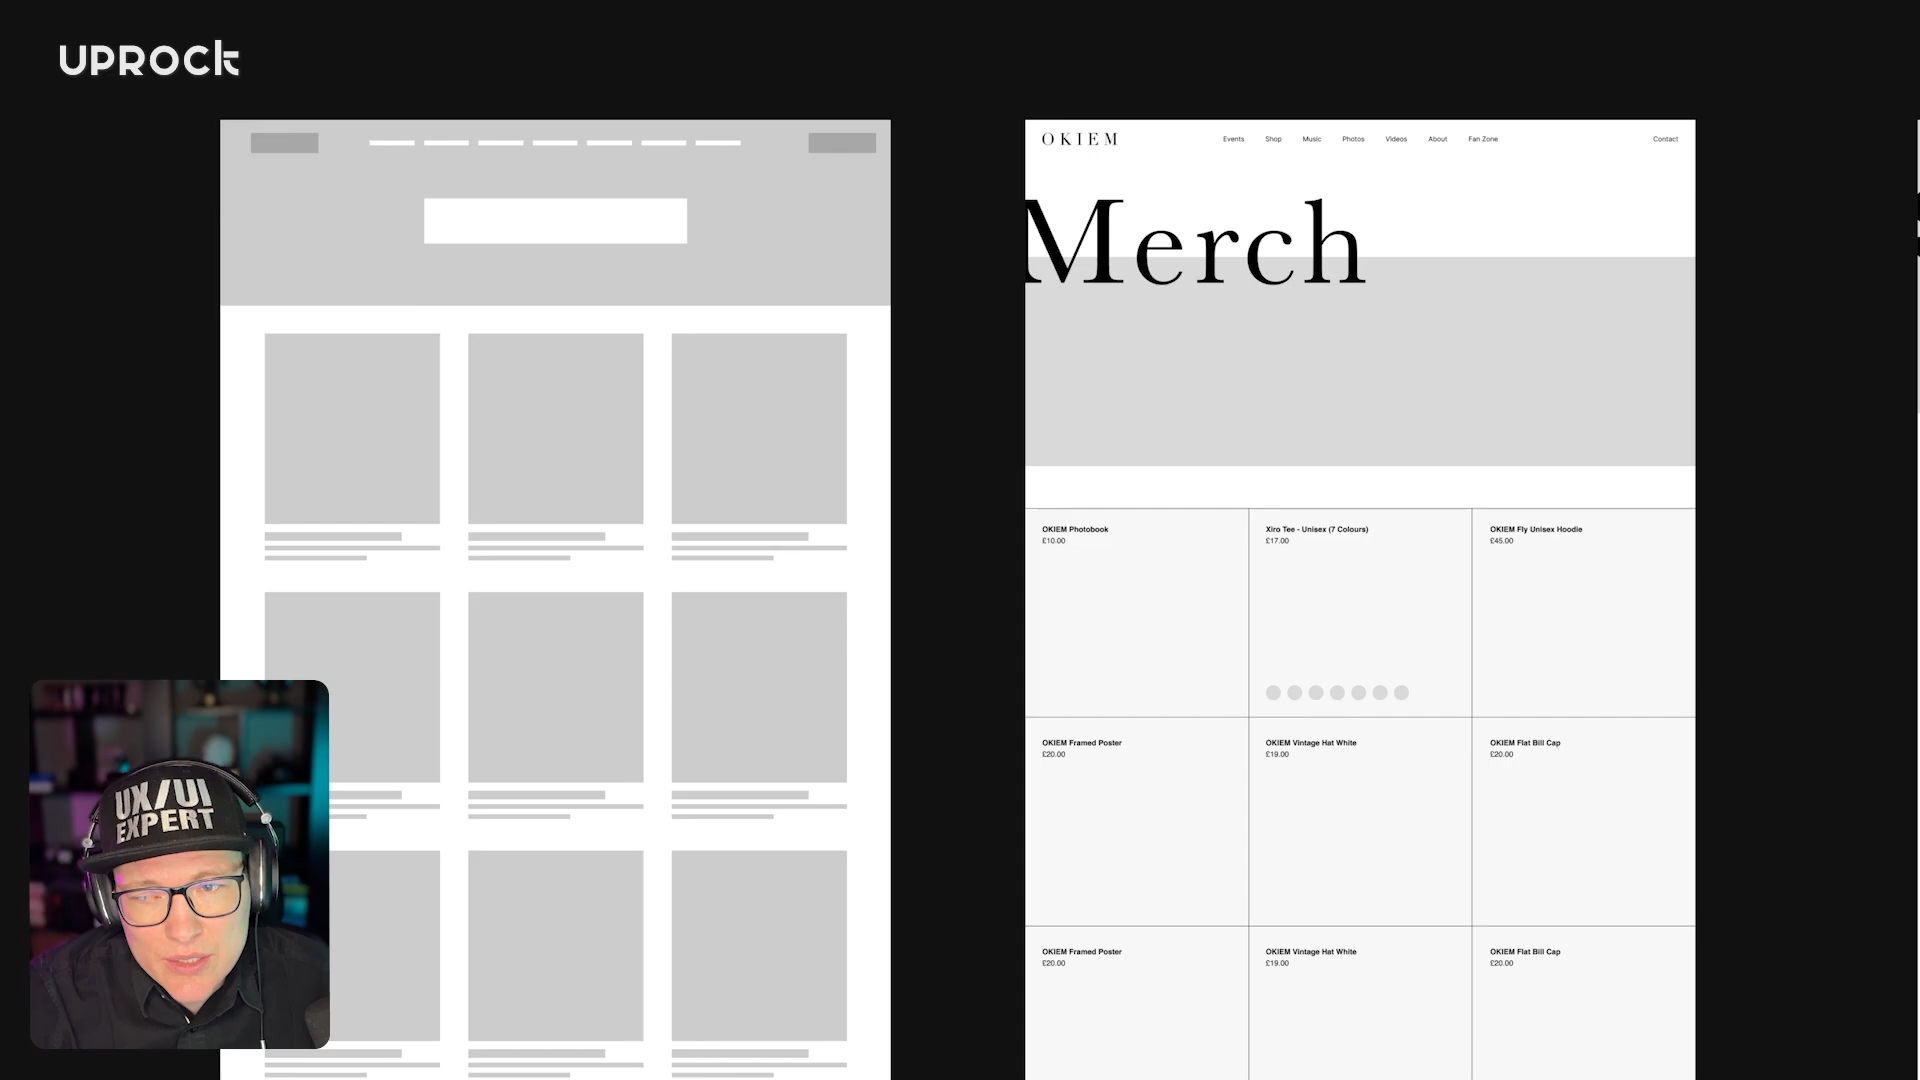 UPROCK
OKIEM
Events Shop Music Photos Videos About Fan Zone Contact
Merch
OKIEM Photobook
£10.00
Xiro Tee - Unisex (7 Colours)
£17.00
OKIEM Fly Unisex Hoodie
£45.00
OKIEM Framed Poster
£20.00
OKIEM Vintage Hat White
£19.00
OKIEM Flat Bill Cap
£20.00
OKIEM Framed Poster
£20.00
OKIEM Vintage Hat White
£19.00
OKIEM Flat Bill Cap
£20.00
UX/UI
EXPERT